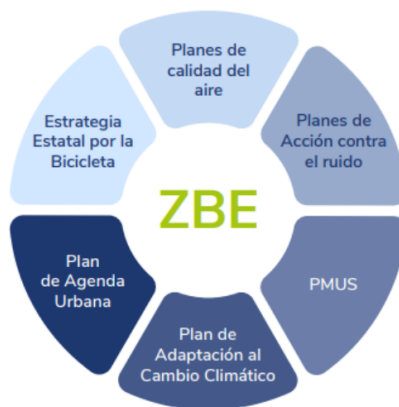 Planes de
calidad del
aire
Planes de
Acción contra
el ruido
PMUS
Plan de
Adaptación al
Cambio Climático
Plan
de Agenda
Urbana
Estrategia
Estatal por la
Bicicleta
ZBE